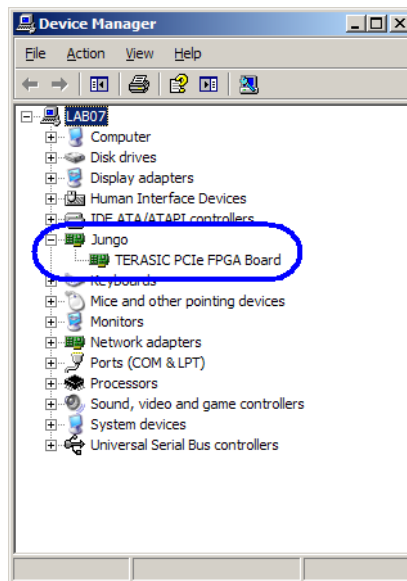 Device Manager
File Action View Help
LAB07
Computer
Disk drives
Display adapters
Human Interface Devices
IDE ATA/ATAPI controllers
Jungo
TERASIC PCIe FPGA Board
Keyboards
Mice and other pointing devices
Monitors
Network adapters
Ports (COM & LPT)
Processors
Sound, video and game controllers
System devices
Universal Serial Bus controllers